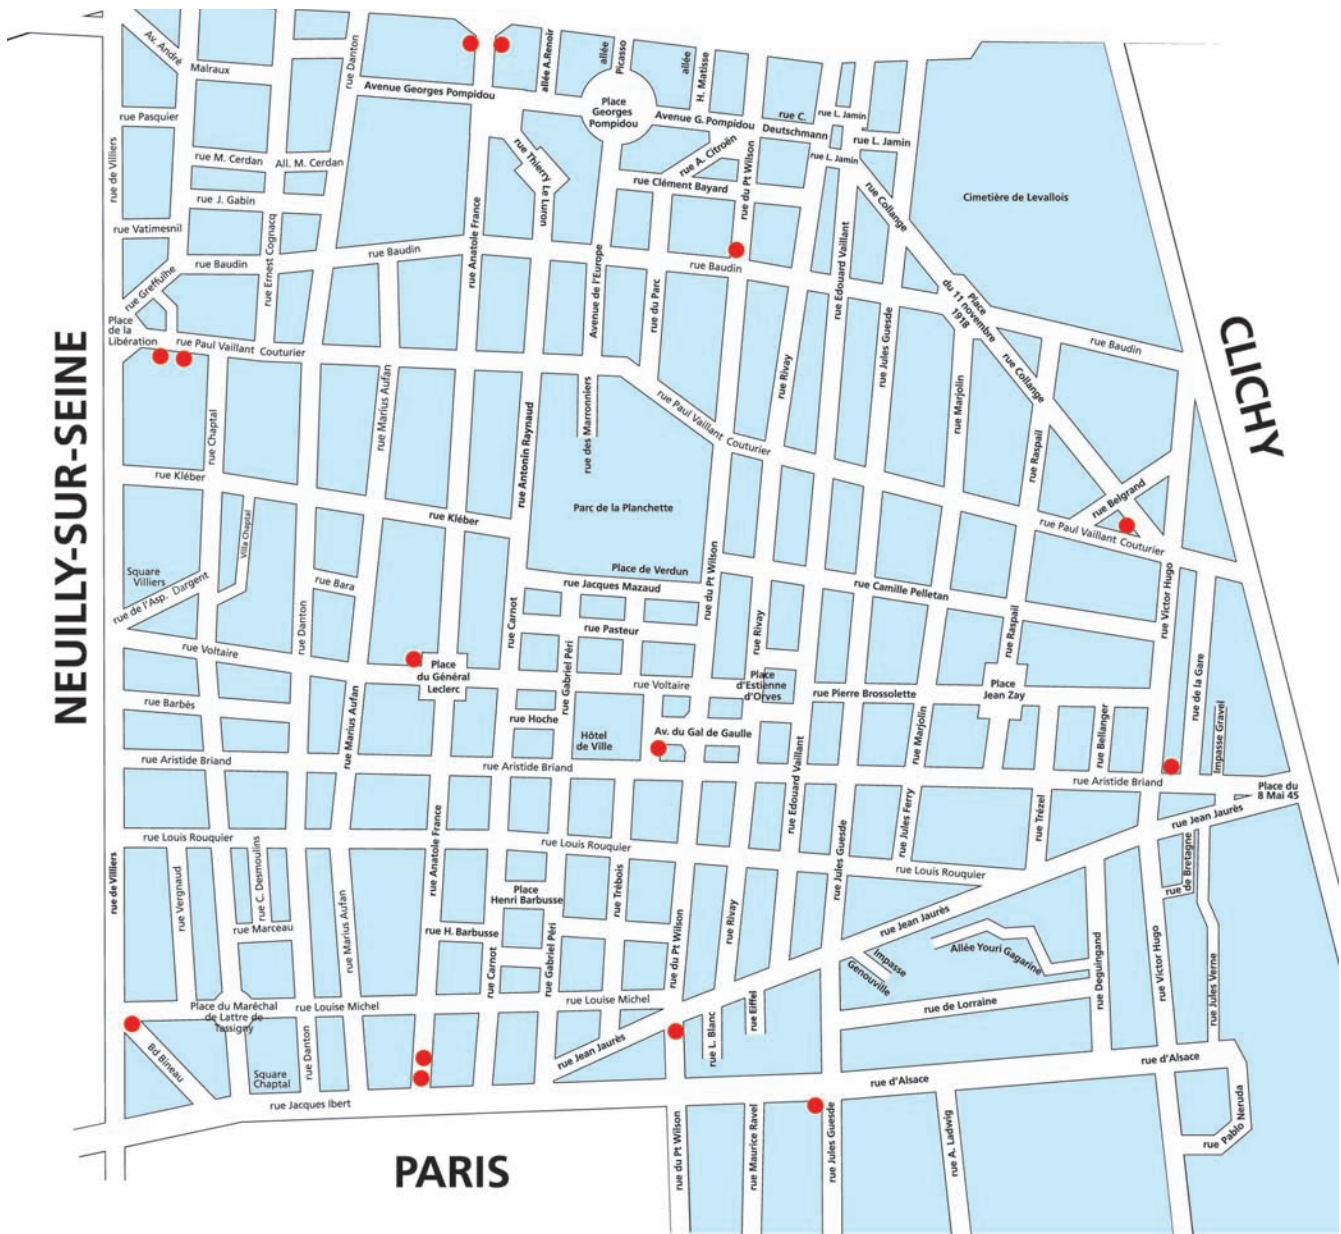 Av. André
Malraux
rue Danton
allée A.Renoir
allée
Picasso
allée
H. Matisse
Avenue Georges Pompidou
Place
Georges
Pompidou
Avenue G. Pompidou
rue C.
Deutschmann
rue L. Jamin
rue L. Jamin
rue L. Jamin
rue Pasquier
rue de Villiers
rue M. Cerdan
All. M. Cerdan
rue Thierry Le Luron
rue A. Citroën
rue Clément Bayard
rue du Pt Wilson
rue Collange
Cimetière de Levallois
rue J. Gabin
rue Vatimesnil
rue Ernest Cognacq
rue Anatole France
rue Baudin
rue Baudin
rue Baudin
rue Greffulhe
Avenue de l'Europe
rue du Parc
rue Edouard Vaillant
Place
du 11 novembre
1918
rue Baudin
Place
de la
Libération
rue Paul Vaillant Couturier
rue Jules Guesde
rue Rivay
rue Collange
CLICHY
NEUILLY-SUR-SEINE
rue Chaptal
rue Marius Aufan
rue Antonin Raynaud
rue des Marronniers
rue Paul Vaillant Couturier
rue Marjolin
rue Raspail
rue Kléber
rue Kléber
Villa Chaptal
Parc de la Planchette
rue Belgrand
rue Paul Vaillant Couturier
Square
Villiers
rue de l'Asp. Dargent
rue Bara
rue Danton
Place de Verdun
rue Jacques Mazaud
rue du Pt Wilson
rue Camille Pelletan
rue Victor Hugo
rue Carnot
rue Pasteur
rue Rivay
rue Raspail
rue Voltaire
Place
du Général
Leclerc
rue Gabriel Péri
rue Voltaire
Place
d'Estienne
d'Orves
rue Pierre Brossolette
Place
Jean Zay
rue de la Gare
rue Barbès
rue Marius Aufan
rue Hoche
Hôtel
de Ville
Av. du Gal de Gaulle
rue Marjolin
rue Bellanger
Impasse Gravel
rue Aristide Briand
rue Aristide Briand
rue Edouard Vaillant
rue Aristide Briand
Place du
8 Mai 45
rue Jean Jaurès
rue Louis Rouquier
rue Anatole France
rue Louis Rouquier
rue Jules Ferry
rue Trézel
rue Louis Rouquier
rue de Villiers
rue Vergnaud
rue C. Desmoulins
rue Marceau
rue Marius Aufan
Place
Henri Barbusse
rue H. Barbusse
rue Trébois
rue Jules Guesde
rue
de Bretagne
rue Carnot
rue Gabriel Péri
rue du Pt Wilson
rue Rivay
rue Jean Jaurès
Impasse
Genouville
Allée Youri Gagarine
rue Deguingand
rue Victor Hugo
rue Jules Verne
Place du Maréchal
de Lattre de
Tassigny
rue Louise Michel
rue Louise Michel
rue de Lorraine
Bd Bineau
rue Danton
Square
Chaptal
rue Jean Jaurès
rue L. Blanc
rue Eiffel
rue d'Alsace
rue d'Alsace
rue Jacques Ibert
PARIS
rue du Pt Wilson
rue Maurice Ravel
rue Jules Guesde
rue A. Ladwig
rue Pablo Neruda